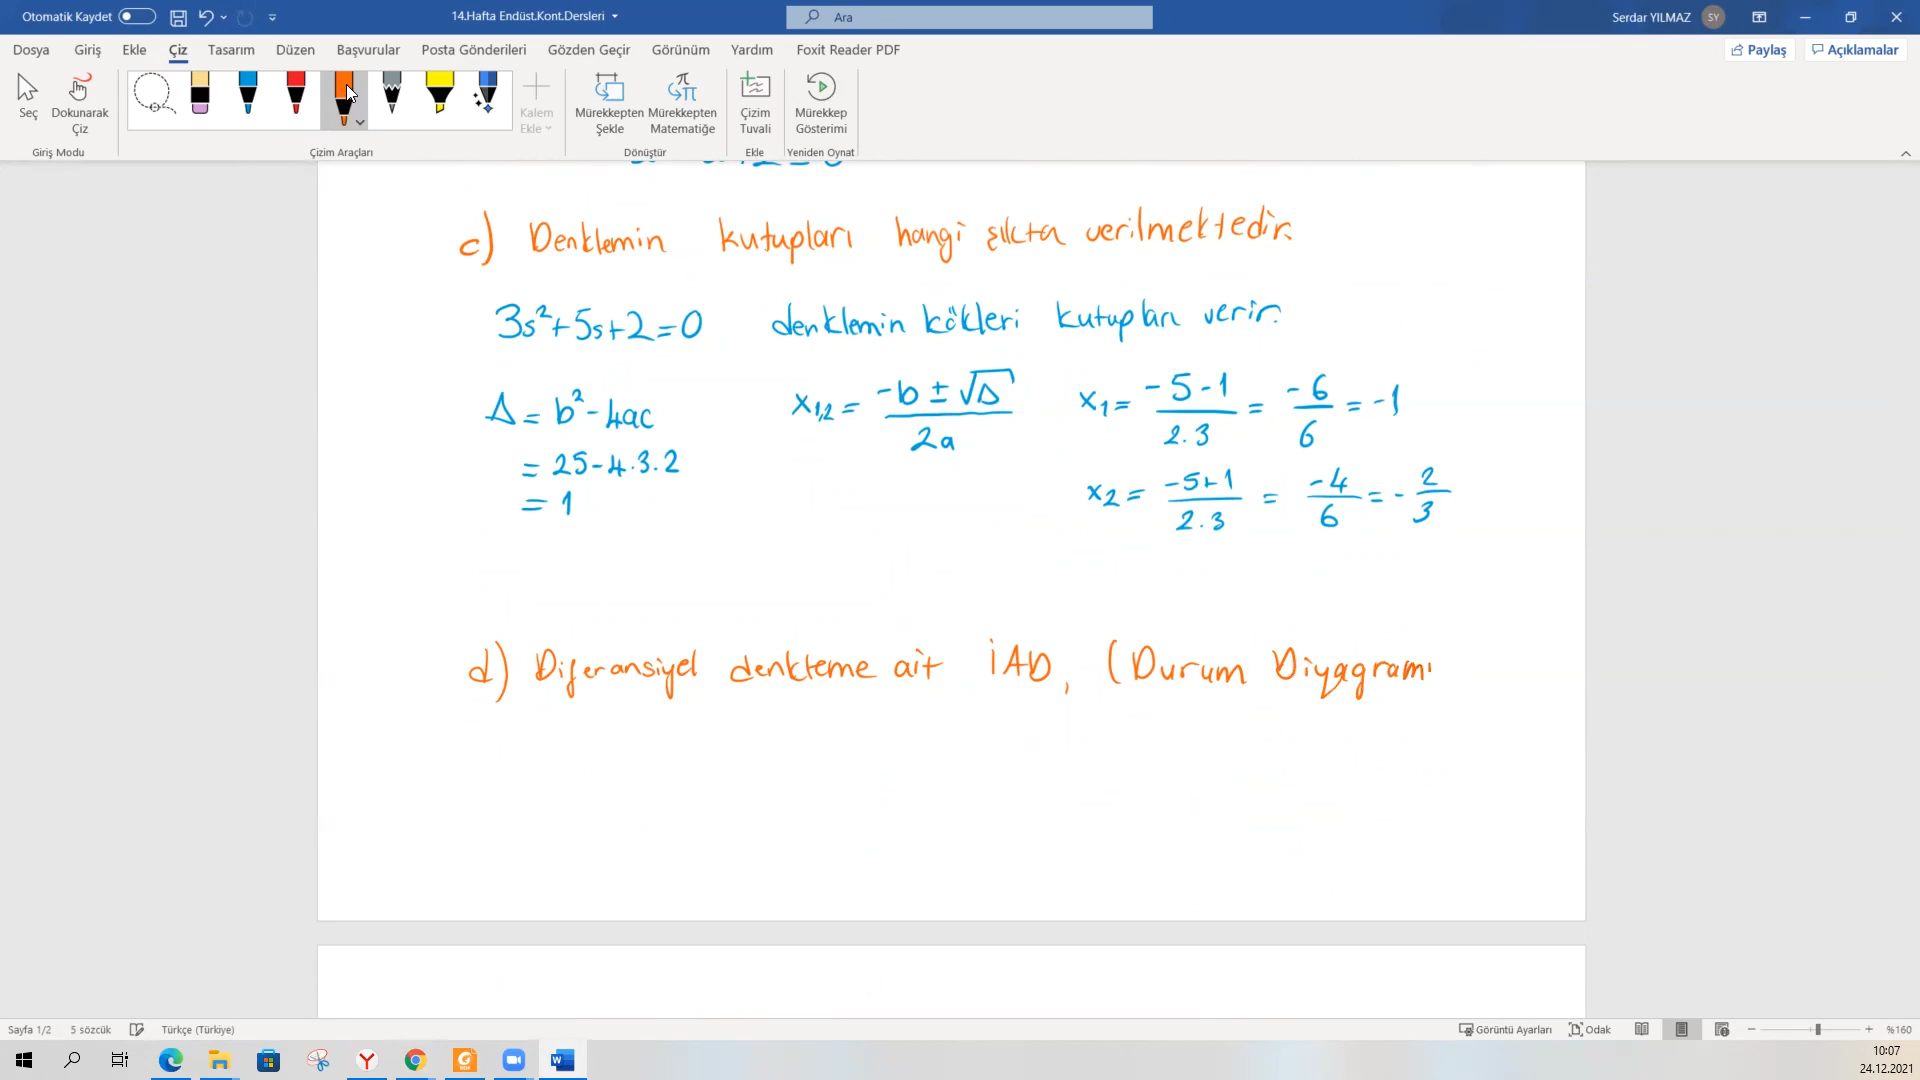 Otomatik Kaydet
14.Hafta Endüst.Kont.Dersleri
Ara
Serdar YILMAZ
SY
Dosya Giriş Ekle Çiz Tasarım Düzen Başvurular Posta Gönderileri Gözden Geçir Görünüm Yardım Foxit Reader PDF
Paylaş
Açıklamalar
Seç
Dokunarak Çiz
Kalem Ekle
Mürekkepten Şekle
Mürekkepten Matematiğe
Çizim Tuvali
Mürekkep Gösterimi
Giriş Modu
Çizim Araçları
Dönüştür
Ekle
Yeniden Oynat
c) Denklemin kutupları hangi şıkta verilmektedir.
3s²+5s+2=0 denklemin kökleri kutupları verir.
Δ = b²-4ac
= 25-4.3.2
= 1
x1,2 = (-b ± √Δ) / 2a
x1 = (-5-1) / 2.3 = -6/6 = -1
x2 = (-5+1) / 2.3 = -4/6 = -2/3
d) Diferansiyel denkleme ait İAD, (Durum Diyagramı
Sayfa 1/2
5 sözcük
Türkçe (Türkiye)
Görüntü Ayarları
Odak
%160
10:07
24.12.2021